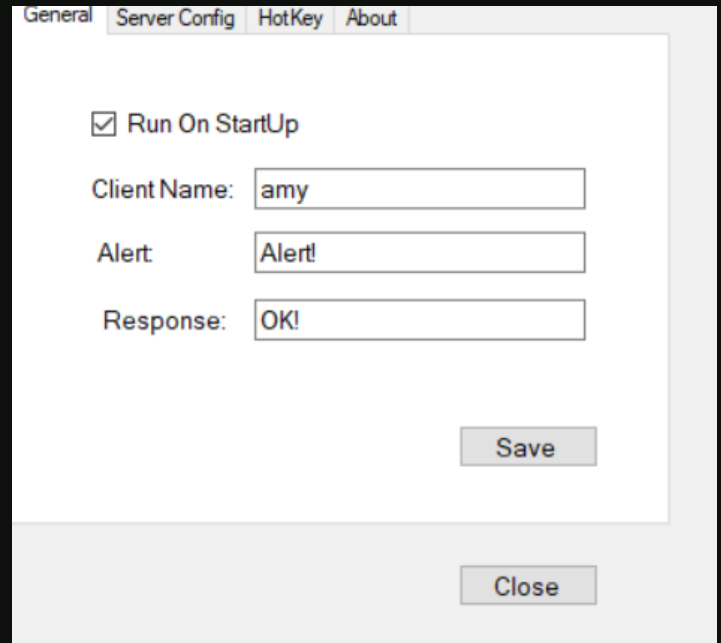 General Server Config HotKey About
Run On StartUp
Client Name: amy
Alert: Alert!
Response: OK!
Save
Close